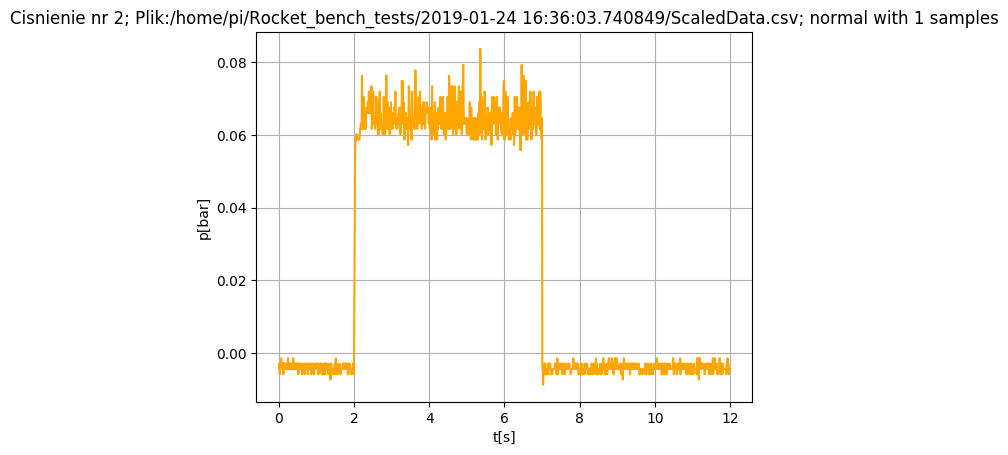 Cisnienie nr 2; Plik:/home/pi/Rocket_bench_tests/2019-01-24 16:36:03.740849/ScaledData.csv; normal with 1 samples
0.08
0.06
0.04
0.02
0.00
p[bar]
0 2 4 6 8 10 12
t[s]